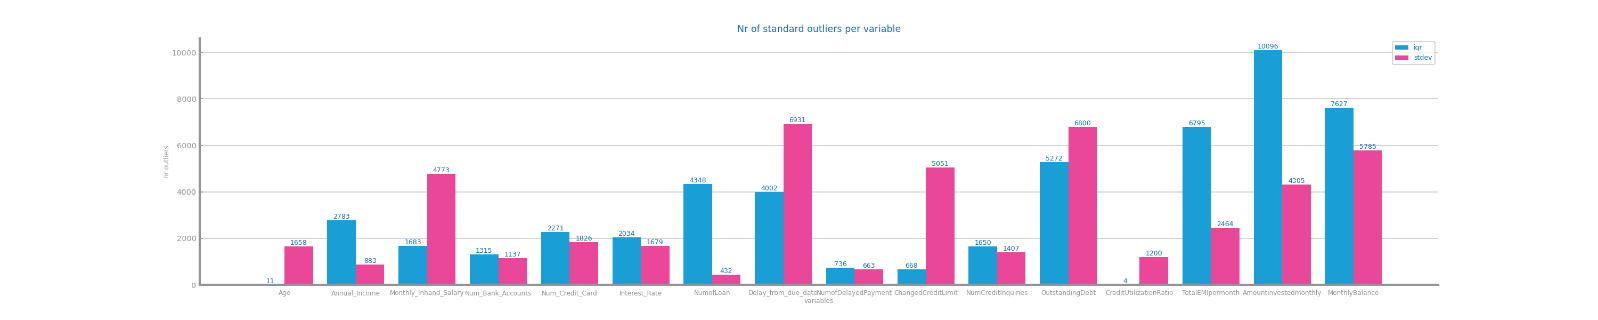 Nr of standard outliers per variable
iqr
stdev
nr outliers
10000
8000
6000
4000
2000
0
11
1658
2783
883
1683
4773
1315
1137
2271
1826
2034
1679
4348
432
4002
6931
736
663
668
5051
1650
1407
5272
6800
4
1200
6795
2464
10096
4305
7627
5785
Age
Annual_Income
Monthly_Inhand_Salary
Num_Bank_Accounts
Num_Credit_Card
Interest_Rate
NumofLoan
Delay_from_due_date
NumofDelayedPayment
ChangedCreditLimit
NumCreditInquiries
OutstandingDebt
CreditUtilizationRatio
TotalEMIpermonth
Amountinvestedmonthly
MonthlyBalance
variables